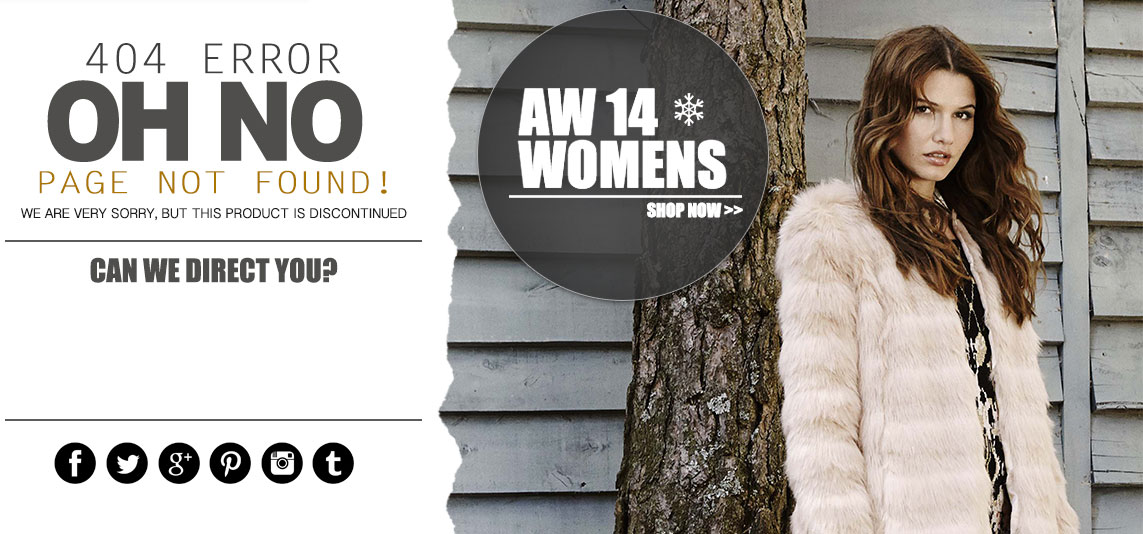 404 ERROR
OH NO
PAGE NOT FOUND!
WE ARE VERY SORRY, BUT THIS PRODUCT IS DISCONTINUED
CAN WE DIRECT YOU?
f
g+
p
t
AW 14
WOMENS
SHOP NOW >>